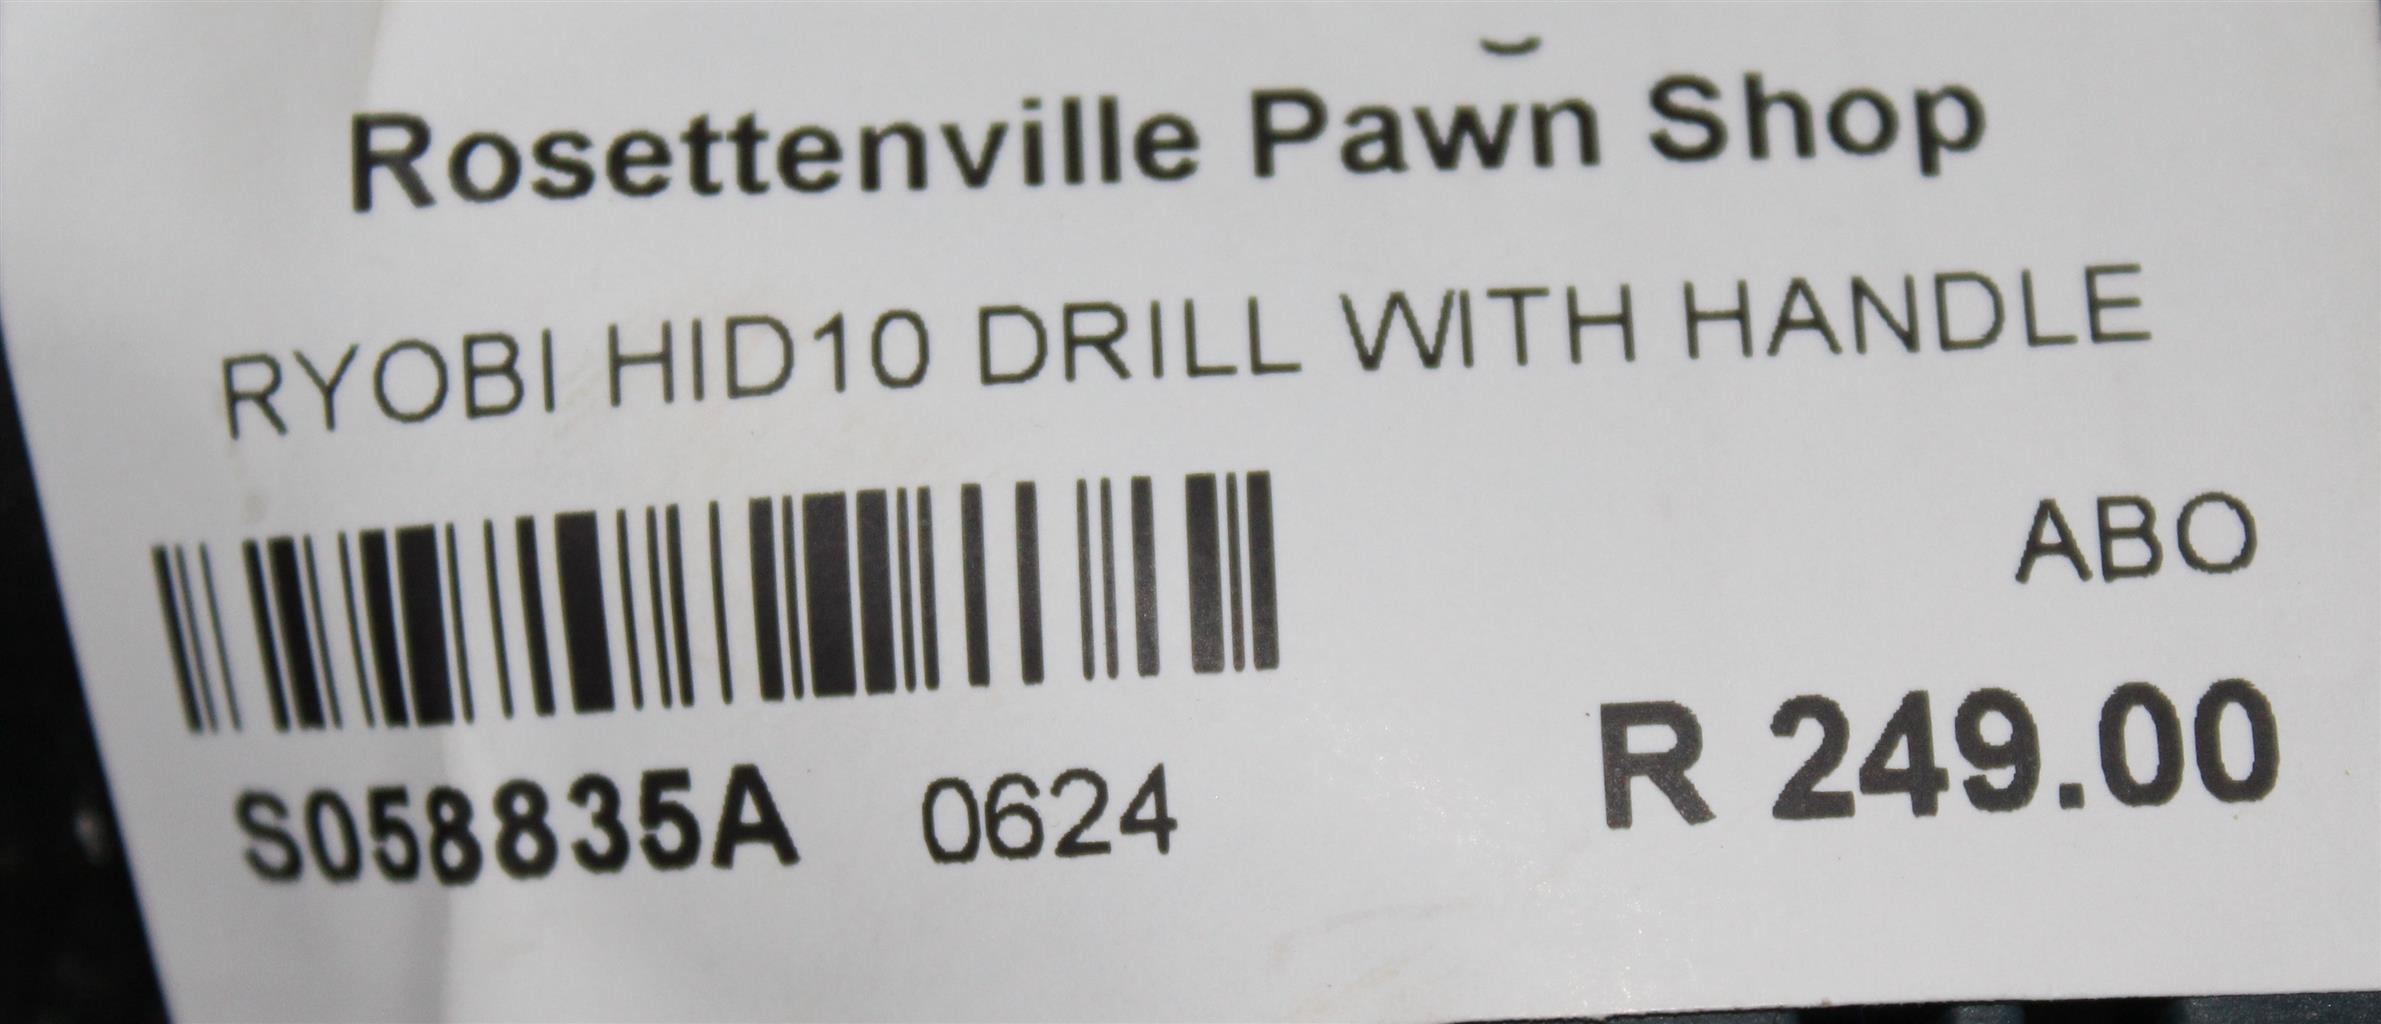 Rosettenville Pawn Shop
RYOBI HID10 DRILL WITH HANDLE
ABO
S058835A 0624
R 249.00